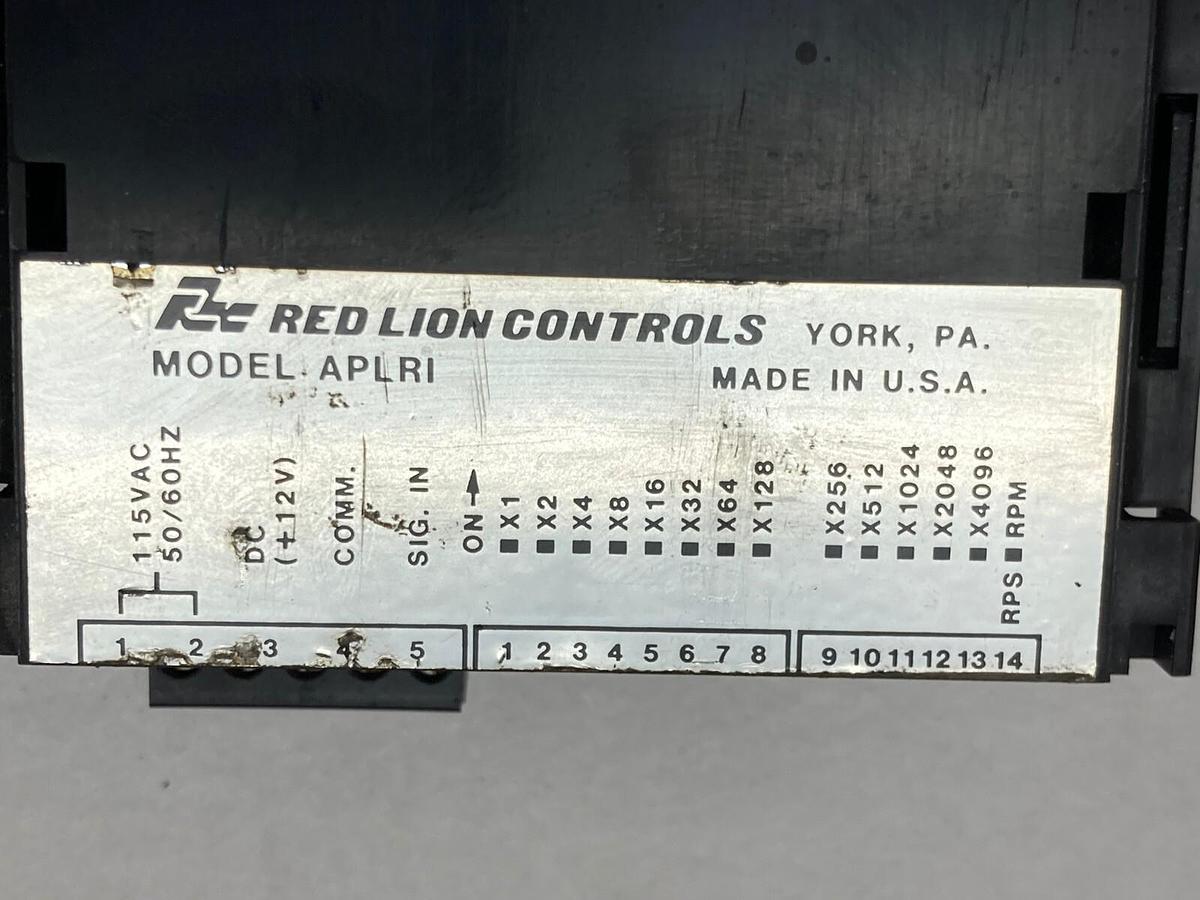 RLC RED LION CONTROLS YORK, PA.
MODEL APLRI MADE IN U.S.A.
115VAC
50/60HZ
DC
(±12V)
COMM.
SIG. IN
ON
X1
X2
X4
X8
X16
X32
X64
X128
X256
X512
X1024
X2048
X4096
RPS RPM
1 2 3 4 5 1 2 3 4 5 6 7 8 9 10 11 12 13 14